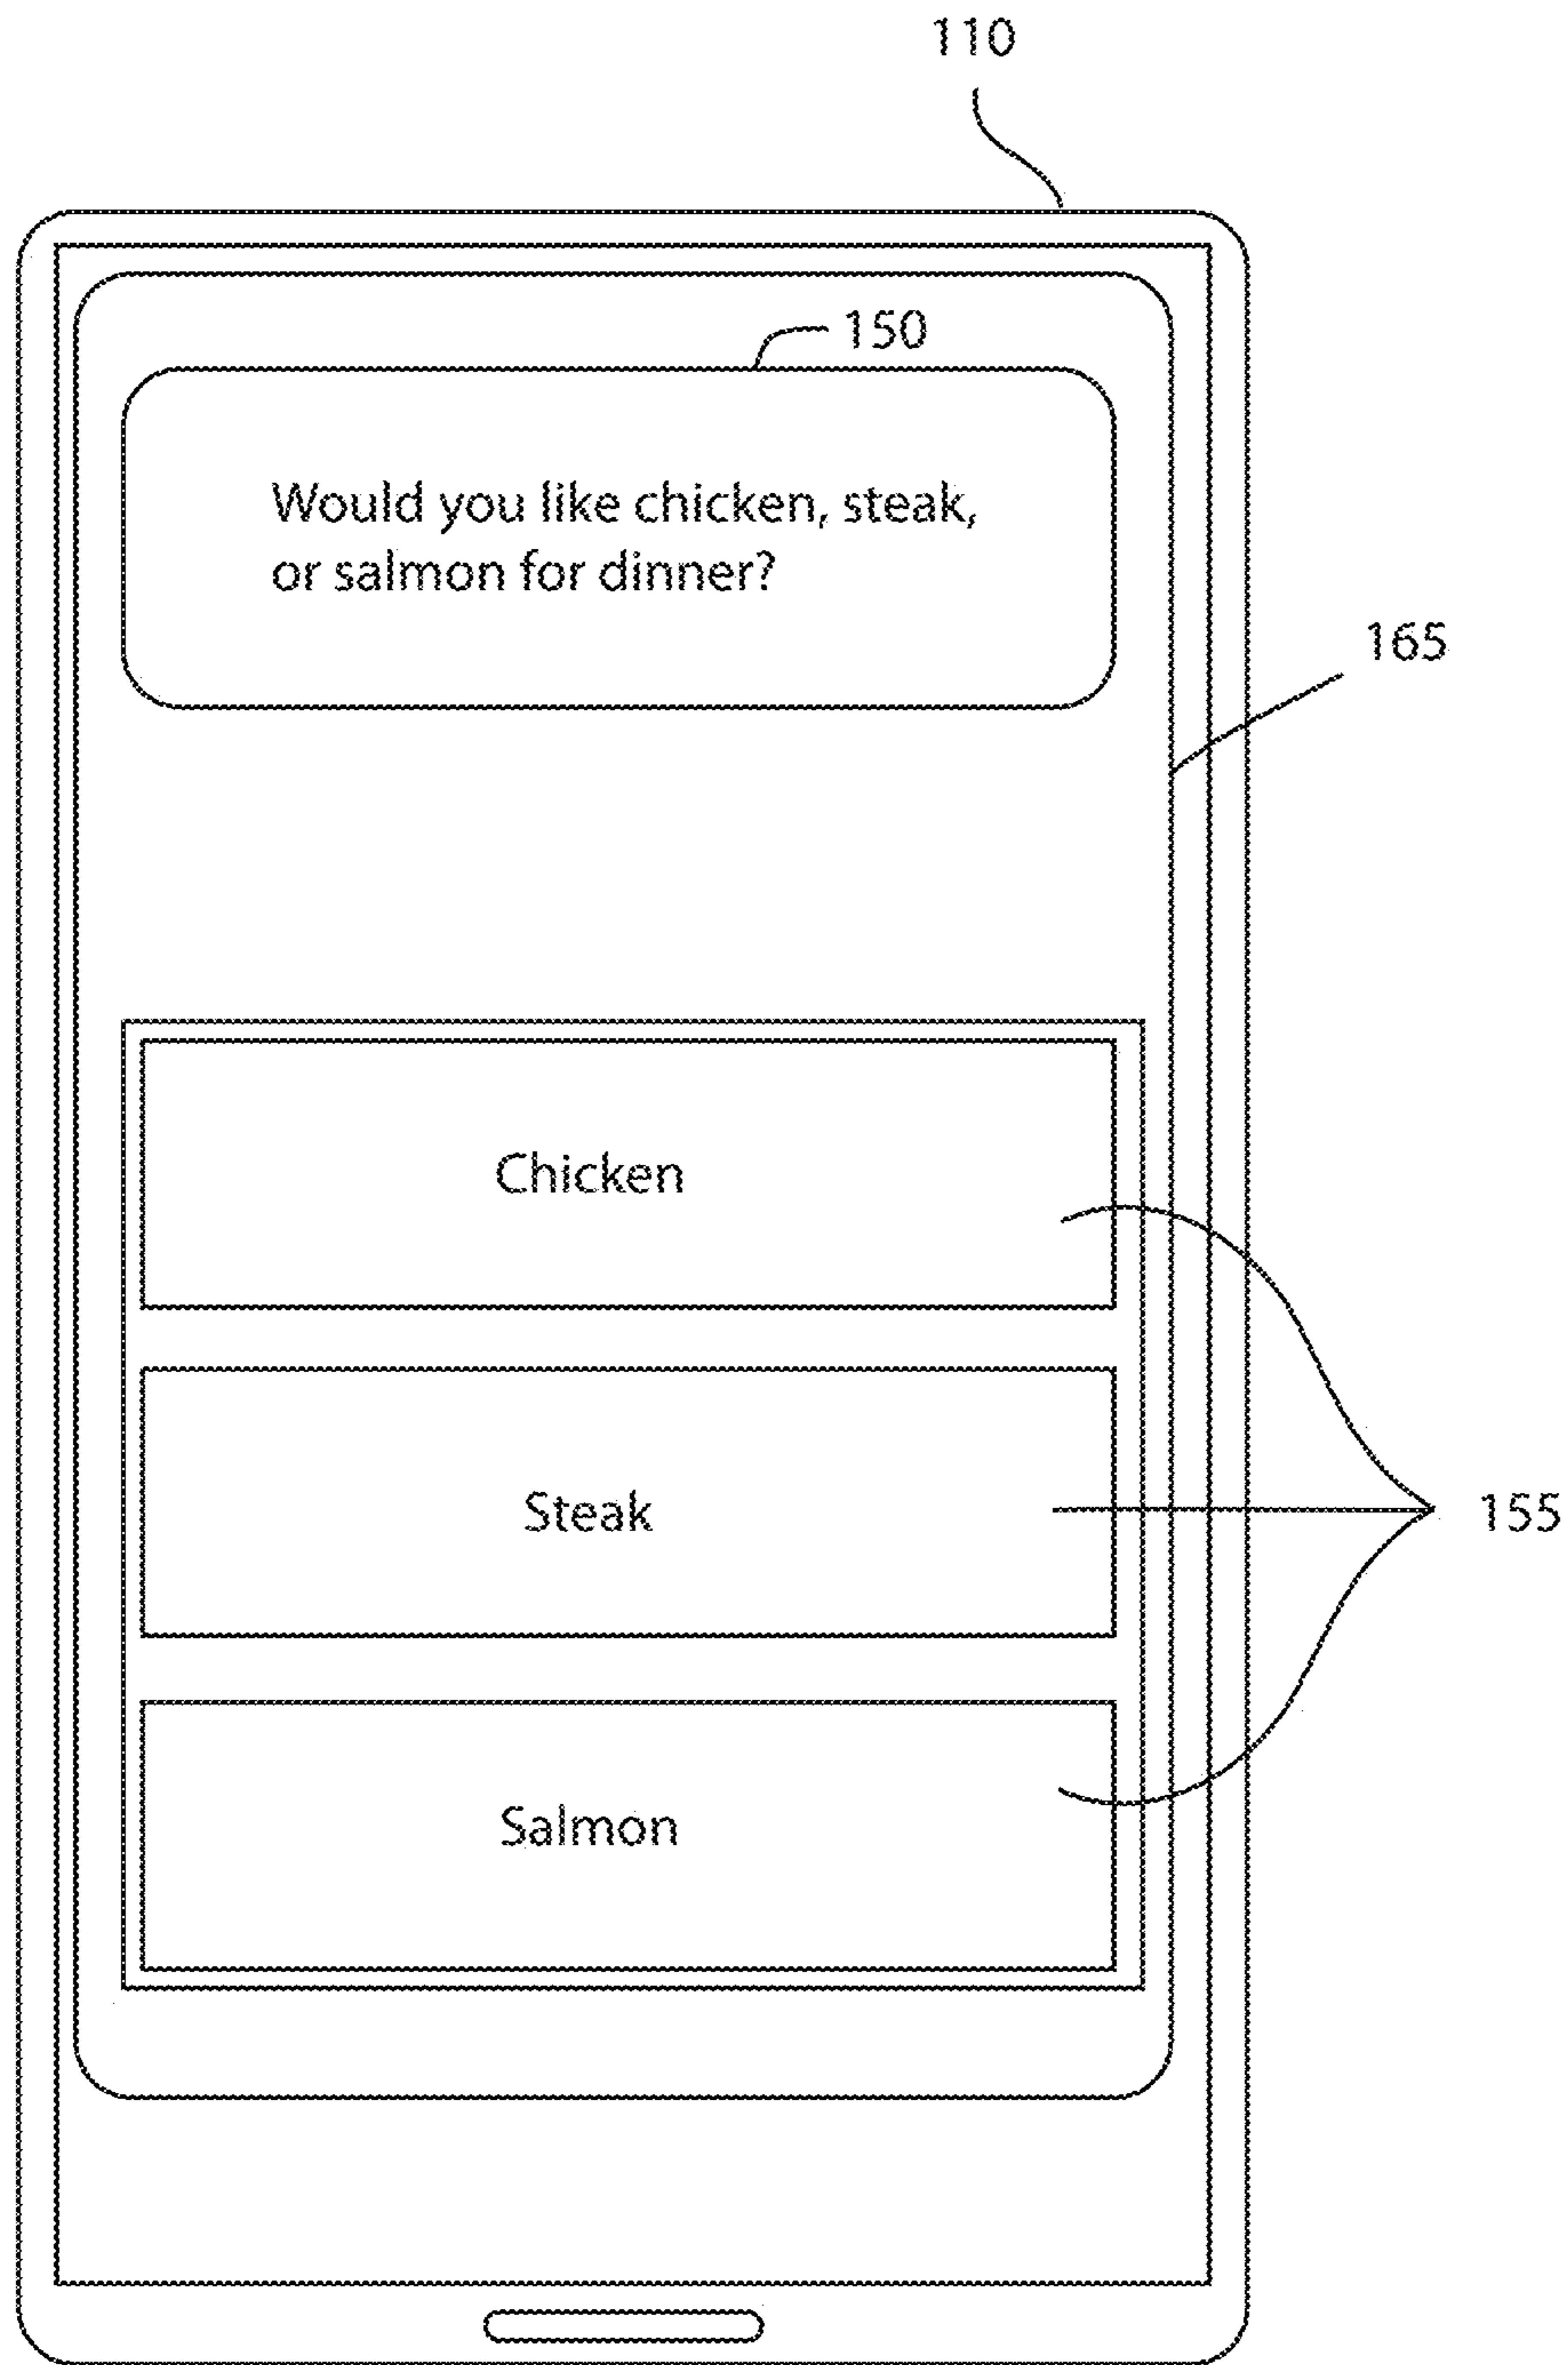 110
150
Would you like chicken, steak,
or salmon for dinner?
165
Chicken
Steak
155
Salmon